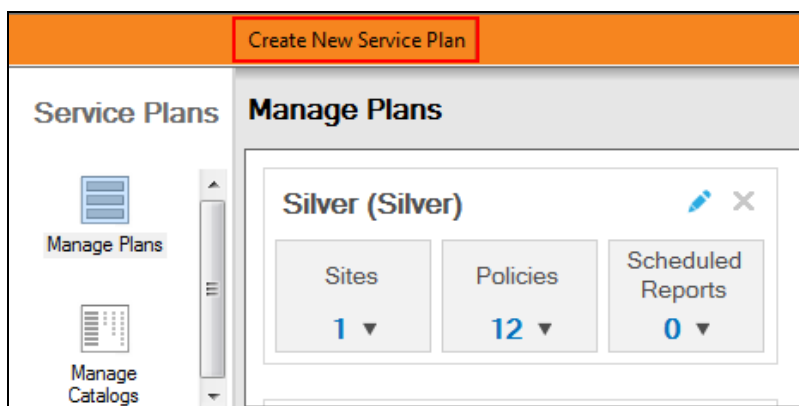 Create New Service Plan
Service Plans
Manage Plans
Manage
Catalogs
Manage Plans
Silver (Silver)
Sites
1
Policies
12
Scheduled
Reports
0